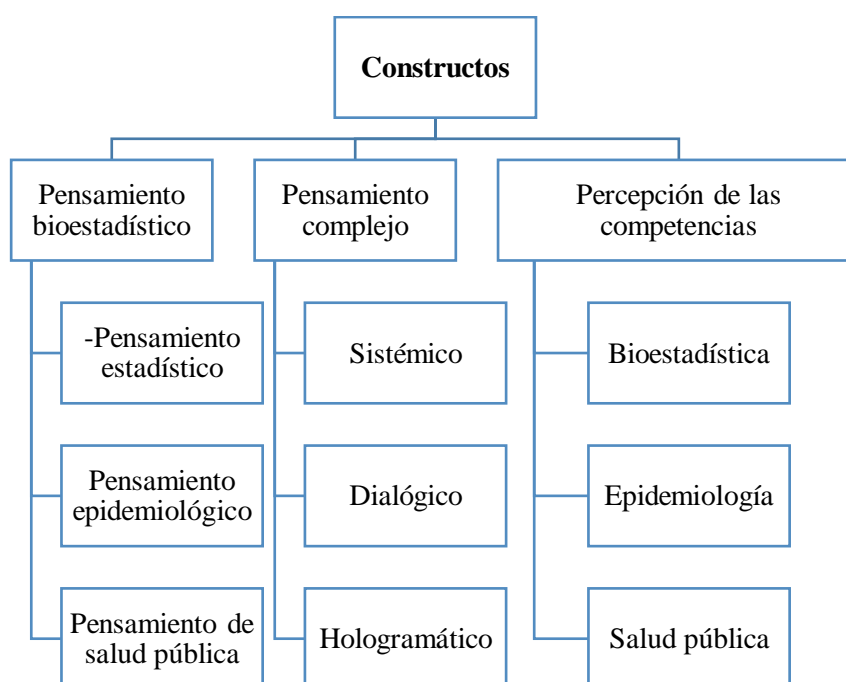 Constructos
Pensamiento
bioestadístico
Pensamiento
complejo
Percepción de las
competencias
-Pensamiento
estadístico
Sistémico
Bioestadística
Pensamiento
epidemiológico
Dialógico
Epidemiología
Pensamiento de
salud pública
Hologramático
Salud pública